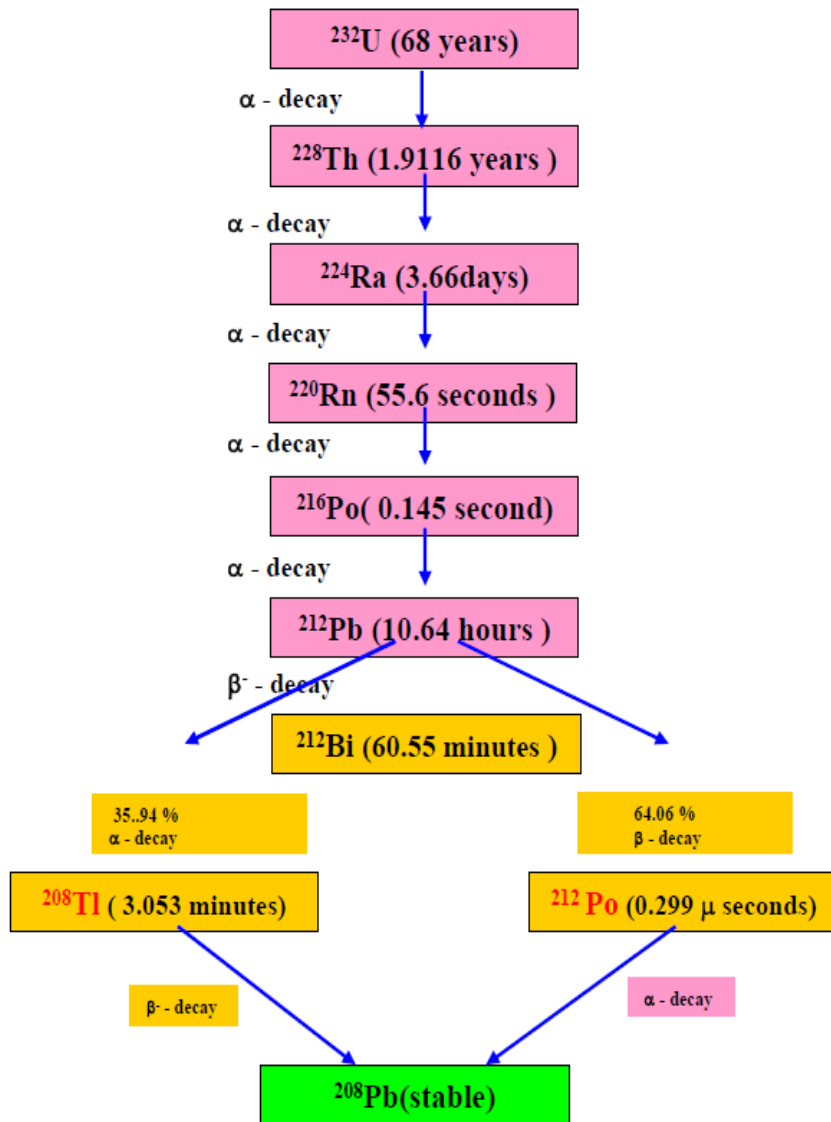 ²³²U (68 years)
α - decay
²²⁸Th (1.9116 years )
α - decay
²²⁴Ra (3.66days)
α - decay
²²⁰Rn (55.6 seconds )
α - decay
²¹⁶Po( 0.145 second)
α - decay
²¹²Pb (10.64 hours )
β⁻ - decay
²¹²Bi (60.55 minutes )
35..94 %
α - decay
64.06 %
β - decay
²⁰⁸Tl ( 3.053 minutes)
²¹² Po (0.299 μ seconds)
β⁻ - decay
α - decay
²⁰⁸Pb(stable)